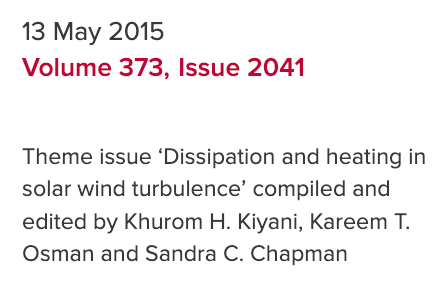 13 May 2015
Volume 373, Issue 2041
Theme issue ‘Dissipation and heating in
solar wind turbulence’ compiled and
edited by Khurom H. Kiyani, Kareem T.
Osman and Sandra C. Chapman